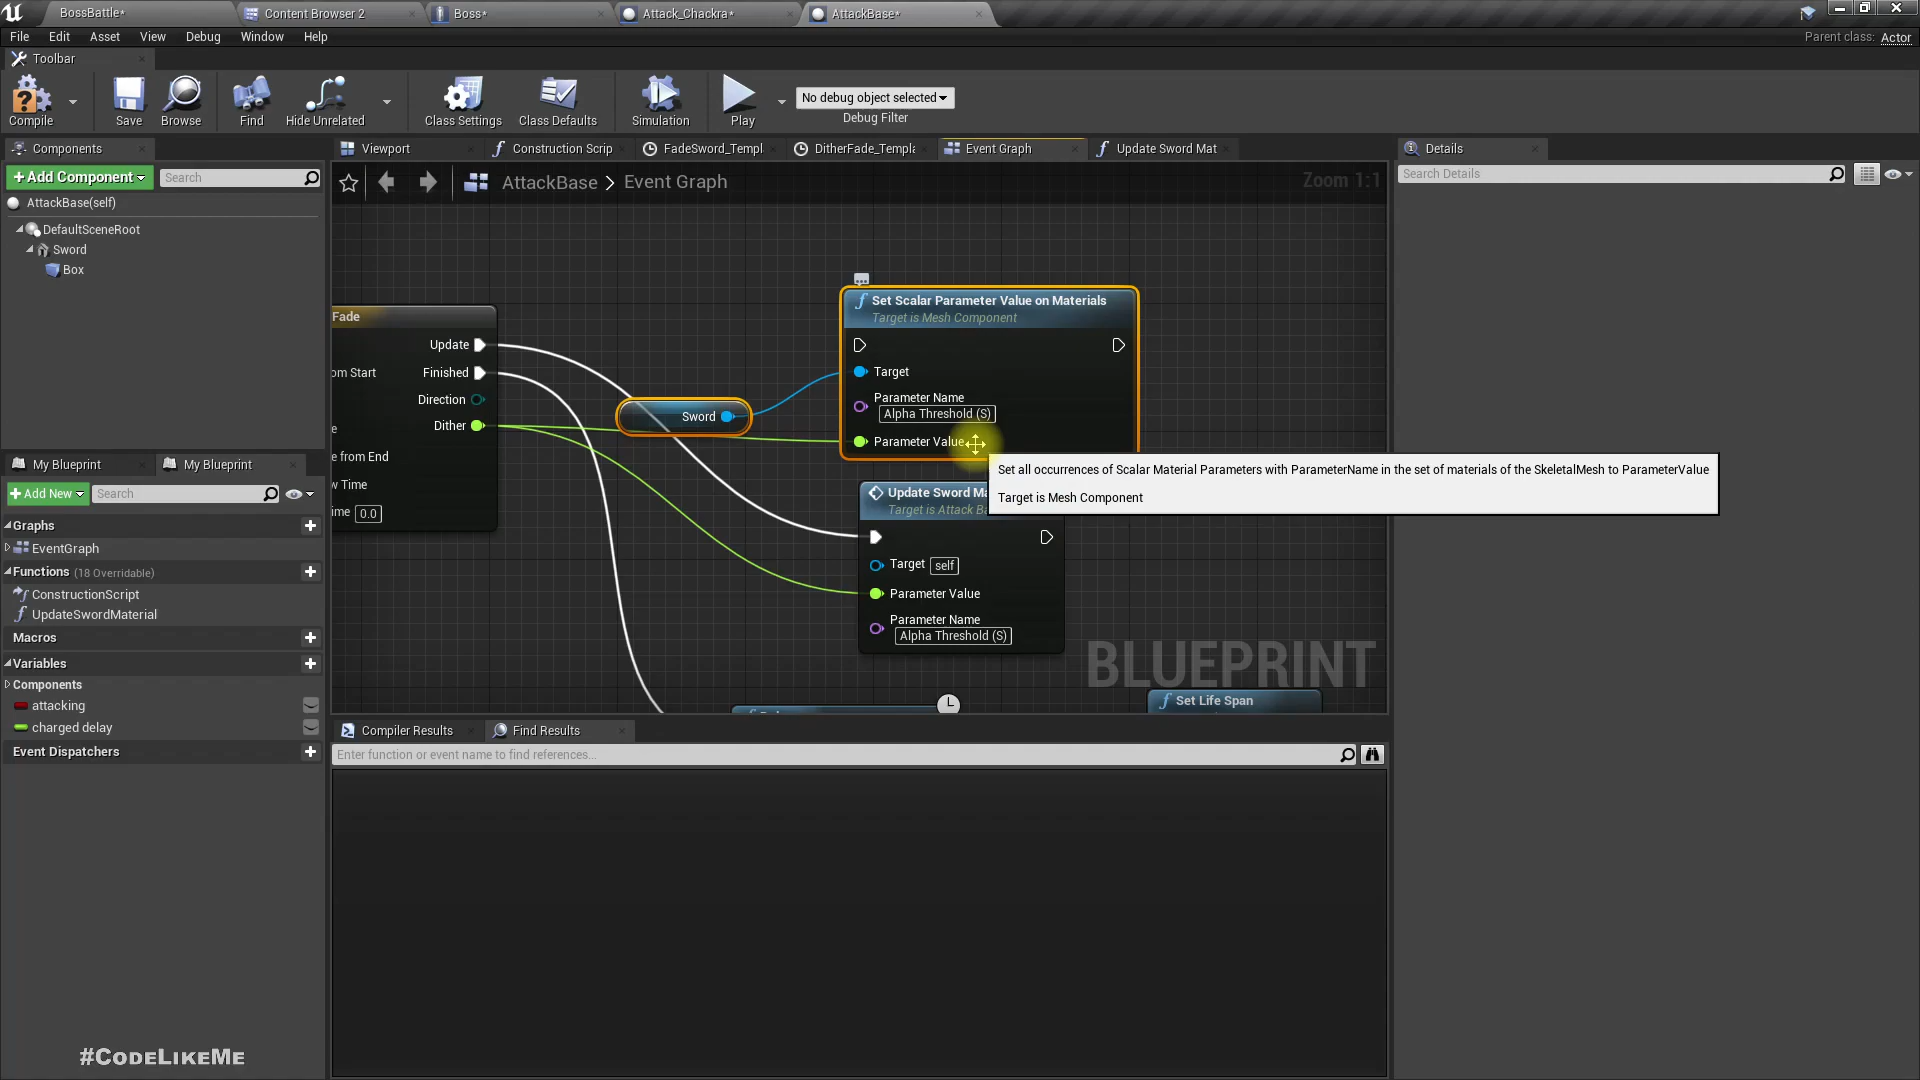 BossBattle*
Content Browser 2
Boss*
Attack_Chackra*
AttackBase*
File Edit Asset View Debug Window Help
Parent class: Actor
Toolbar
Compile
Save
Browse
Find
Hide Unrelated
Class Settings
Class Defaults
Simulation
Play
No debug object selected
Debug Filter
Components
+Add Component
Search
AttackBase(self)
DefaultSceneRoot
Sword
Box
Viewport
Construction Scrip
FadeSword_Templ
DitherFade_Templa
Event Graph
Update Sword Mat
AttackBase > Event Graph
Zoom 1:1
Details
Search Details
Fade
Update
om Start
Finished
Direction
Dither
e
e from End
w Time
ime 0.0
Sword
Set Scalar Parameter Value on Materials
Target is Mesh Component
Target
Parameter Name
Alpha Threshold (S)
Parameter Value
Set all occurrences of Scalar Material Parameters with ParameterName in the set of materials of the SkeletalMesh to ParameterValue
Target is Mesh Component
Update Sword Ma
Target is Attack Ba
Target self
Parameter Value
Parameter Name
Alpha Threshold (S)
Set Life Span
BLUEPRINT
My Blueprint
My Blueprint
+Add New
Search
Graphs
EventGraph
Functions (18 Overridable)
ConstructionScript
UpdateSwordMaterial
Macros
Variables
Components
attacking
charged delay
Event Dispatchers
Compiler Results
Find Results
Enter function or event name to find references...
#CodeLikeMe